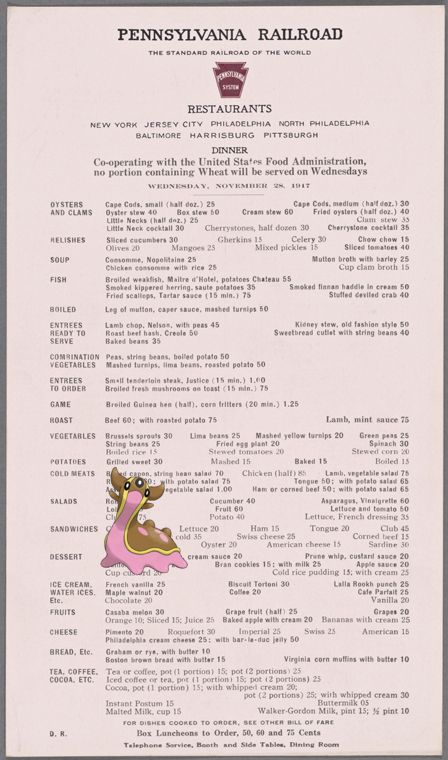 PENNSYLVANIA RAILROAD
THE STANDARD RAILROAD OF THE WORLD
PENNSYLVANIA
SYSTEM
RESTAURANTS
NEW YORK JERSEY CITY PHILADELPHIA NORTH PHILADELPHIA
BALTIMORE HARRISBURG PITTSBURGH
DINNER
Co-operating with the United States Food Administration,
no portion containing Wheat will be served on Wednesdays
WEDNESDAY, NOVEMBER 28, 1917
OYSTERS Cape Cods, small (half doz.) 25 Cape Cods, medium (half doz.) 30
AND CLAMS Oyster stew 40 Box stew 50 Cream stew 60 Fried oysters (half doz.) 40
Little Necks (half doz.) 25 Clam stew 35
Little Neck cocktail 30 Cherrystones, half dozen 30 Cherrystone cocktail 35
RELISHES Sliced cucumbers 30 Gherkins 15 Celery 30 Chow chow 15
Olives 20 Mangoes 25 Mixed pickles 15 Sliced tomatoes 40
SOUP Consomme, Nopelitaine 25 Mutton broth with barley 25
Chicken consomme with rice 25 Cup clam broth 15
FISH Broiled weakfish, Maitre d'Hotel, potatoes Chateau 55
Smoked kippered herring, saute potatoes 35 Smoked finnan haddie in cream 50
Fried scallops, Tartar sauce (15 min.) 75 Stuffed deviled crab 40
BOILED Leg of mutton, caper sauce, mashed turnips 50
ENTREES Lamb chop, Nelson, with peas 45 Kidney stew, old fashion style 50
READY TO Roast beef hash, Creole 50 Sweetbread cutlet with string beans 40
SERVE Baked beans 35
COMBINATION Peas, string beans, boiled potato 50
VEGETABLES Mashed turnips, lima beans, roasted potato 50
ENTREES Small tenderloin steak, Justice (15 min.) 1.00
TO ORDER Broiled fresh mushrooms on toast (15 min.) 75
GAME Broiled Guinea hen (half), corn fritters (20 min.) 1.25
ROAST Beef 60; with roasted potato 75 Lamb, mint sauce 75
VEGETABLES Brussels sprouts 30 Lima beans 25 Mashed yellow turnips 20 Green peas 25
String beans 25 Fried egg plant 20 Spinach 30
Boiled rice 15 Stewed tomatoes 20 Stewed corn 20
POTATOES Grilled sweet 30 Mashed 15 Baked 15 Boiled 15
COLD MEATS capon, string bean salad 70 Chicken (half) 85 Lamb, vegetable salad 75
50; with potato salad 75 Tongue 50; with potato salad 65
vegetable salad 1.00 Ham or corned beef 50; with potato salad 65
SALADS Cucumber 40 Asparagus, Vinaigrette 60
Fruit 60 Lettuce and tomato 50
Potato 40 Lettuce, French dressing 35
SANDWICHES Lettuce 20 Ham 15 Tongue 20 Club 45
cold 35 Swiss cheese 25 Corned beef 15
Oyster 20 American cheese 15 Sardine 30
DESSERT cream sauce 20 Prune whip, custard sauce 20
Bran cookies 15; with milk 25 Apple sauce 20
Cup custard Cold rice pudding 15; with cream 25
ICE CREAM, French vanilla 25 Biscuit Tortoni 30 Lalla Rookh punch 25
WATER ICES, Maple walnut 20 Coffee 20 Cafe Parfait 25
Etc. Chocolate 20 Vanilla 20
FRUITS Casaba melon 30 Grape fruit (half) 25 Grapes 20
Orange 10; Sliced 15; Juice 25 Baked apple with cream 20 Bananas with cream 25
CHEESE Pimento 20 Roquefort 30 Imperial 25 Swiss 25 American 15
Philadelphia cream cheese 25; with bar-le-duc jelly 50
BREAD, Etc. Graham or rye, with butter 10
Boston brown bread with butter 15 Virginia corn muffins with butter 10
TEA, COFFEE, Tea or coffee, pot (1 portion) 15; pot (2 portions) 25
COCOA, ETC. Iced coffee or tea, pot (1 portion) 15; pot (2 portions) 25
Cocoa, pot (1 portion) 15; with whipped cream 20;
pot (2 portions) 25; with whipped cream 30
Instant Postum 15 Buttermilk 05
Malted Milk, cup 15 Walker-Gordon Milk, pint 15; ½ pint 10
FOR DISHES COOKED TO ORDER, SEE OTHER BILL OF FARE
D. R. Box Luncheons to Order, 50, 60 and 75 Cents
Telephone Service, Booth and Side Tables, Dining Room